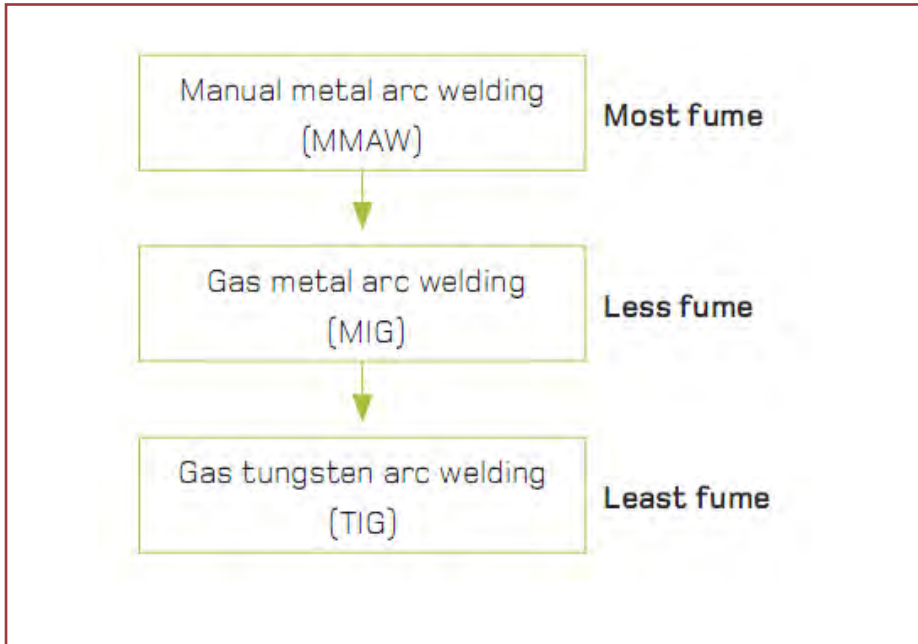 Manual metal arc welding
(MMAW)
Most fume
Gas metal arc welding
(MIG)
Less fume
Gas tungsten arc welding
(TIG)
Least fume